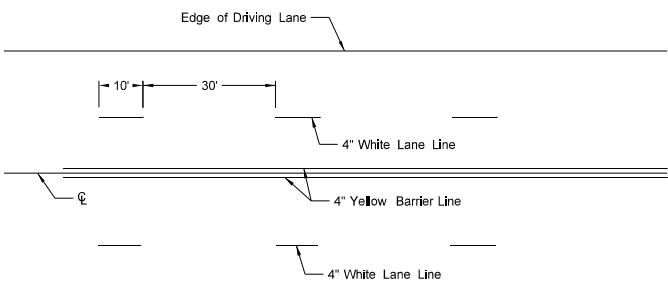 Edge of Driving Lane
10' 30'
4" White Lane Line
℄
4" Yellow Barrier Line
4" White Lane Line